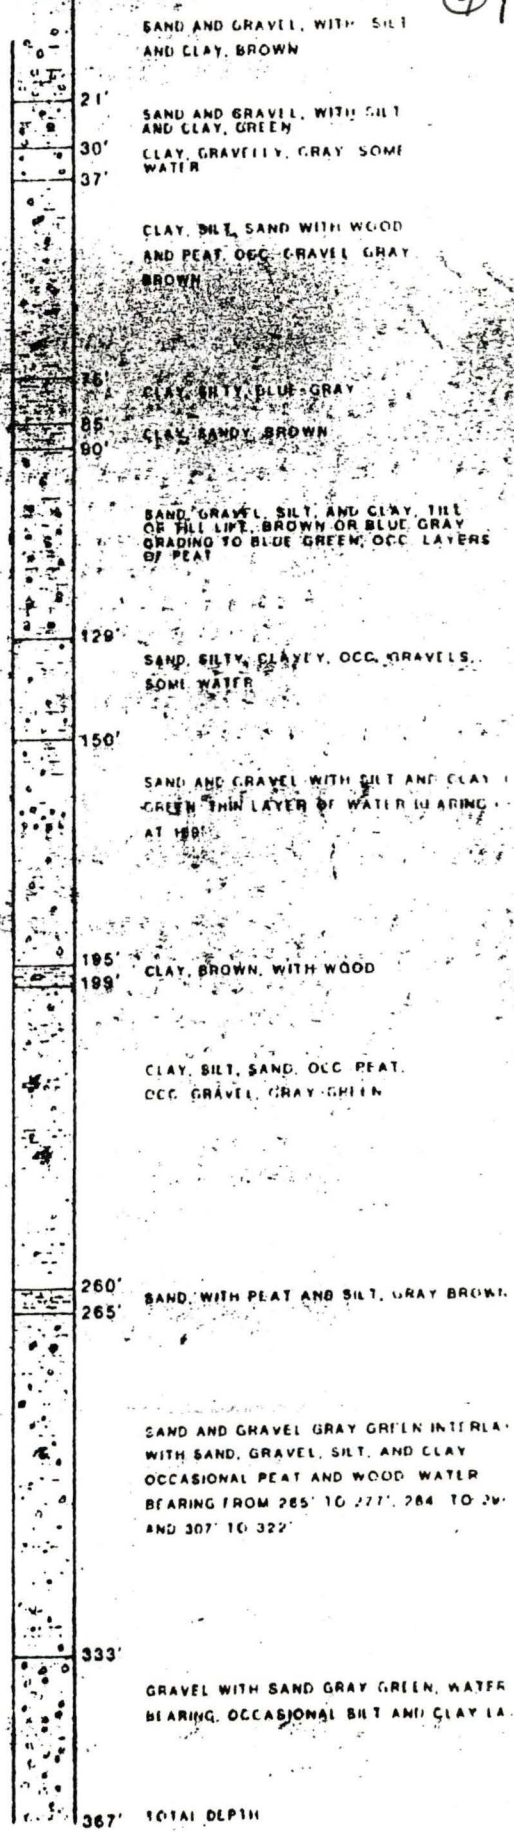 SAND AND GRAVEL, WITH SILT
AND CLAY, BROWN
21'
SAND AND GRAVEL, WITH SILT
AND CLAY, GREEN
30'
CLAY, GRAVELLY, GRAY SOME
WATER
37'
CLAY, SILT, SAND WITH WOOD
AND PEAT, OCC. GRAVEL GRAY
BROWN
76'
CLAY, SILTY, BLUE-GRAY
85'
CLAY, SANDY, BROWN
90'
SAND, GRAVEL, SILT, AND CLAY, TILL
OR TILL LIKE, BROWN OR BLUE GRAY
GRADING TO BLUE GREEN, OCC. LAYERS
OF PEAT
129'
SAND, SILTY, CLAYEY, OCC. GRAVELS,
SOME WATER
150'
SAND AND GRAVEL WITH SILT AND CLAY
GREEN THIN LAYER OF WATER BEARING
AT
195'
CLAY, BROWN, WITH WOOD
199'
CLAY, SILT, SAND, OCC PEAT,
OCC. GRAVEL, GRAY-GREEN
260'
SAND, WITH PEAT AND SILT, GRAY BROWN
265'
SAND AND GRAVEL GRAY GREEN INTERLA
WITH SAND, GRAVEL, SILT, AND CLAY
OCCASIONAL PEAT AND WOOD WATER
BEARING FROM 265' TO 277', 284 TO
AND 307' TO 322'
333'
GRAVEL WITH SAND GRAY GREEN, WATER
BEARING, OCCASIONAL SILT AND CLAY LA
367' TOTAL DEPTH